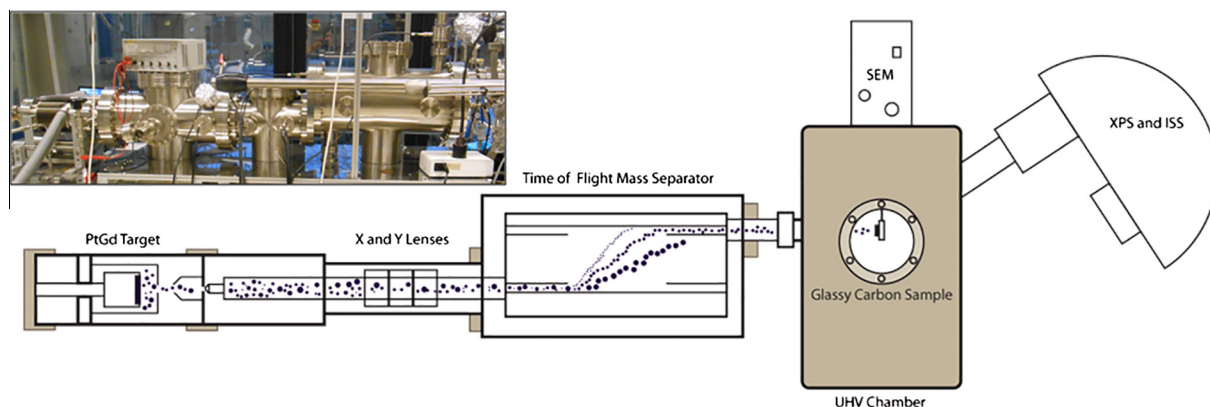 SEM
XPS and ISS
Time of Flight Mass Separator
PtGd Target
X and Y Lenses
Glassy Carbon Sample
UHV Chamber